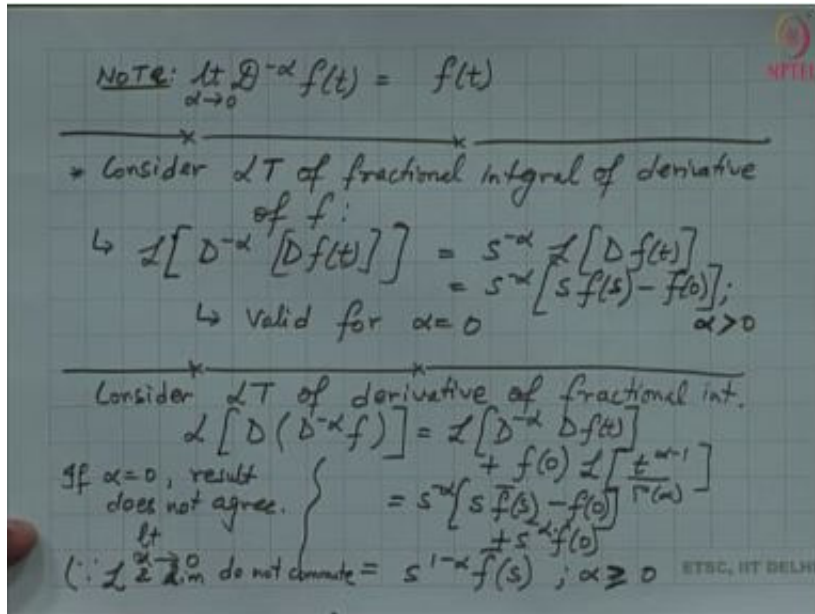 NPTEL
NOTE: lt α→0 D^-α f(t) = f(t)
* Consider LT of fractional integral of derivative
of f:
↳ L[D^-α [Df(t)]] = s^-α L[Df(t)]
= s^-α [s f̄(s) - f(0)]; α>0
↳ Valid for α=0
Consider LT of derivative of fractional int.
L[D(D^-α f)] = L[D^-α Df(t)]
+ f(0) L[t^α-1 / Γ(α)]
If α=0, result
does not agree.
= s^-α [s f̄(s) - f(0)]
+ s^-α f(0)
(∵ L & lt α→0 lim do not commute = s^1-α f̄(s) ; α ≥ 0
ETSC, IIT DELHI